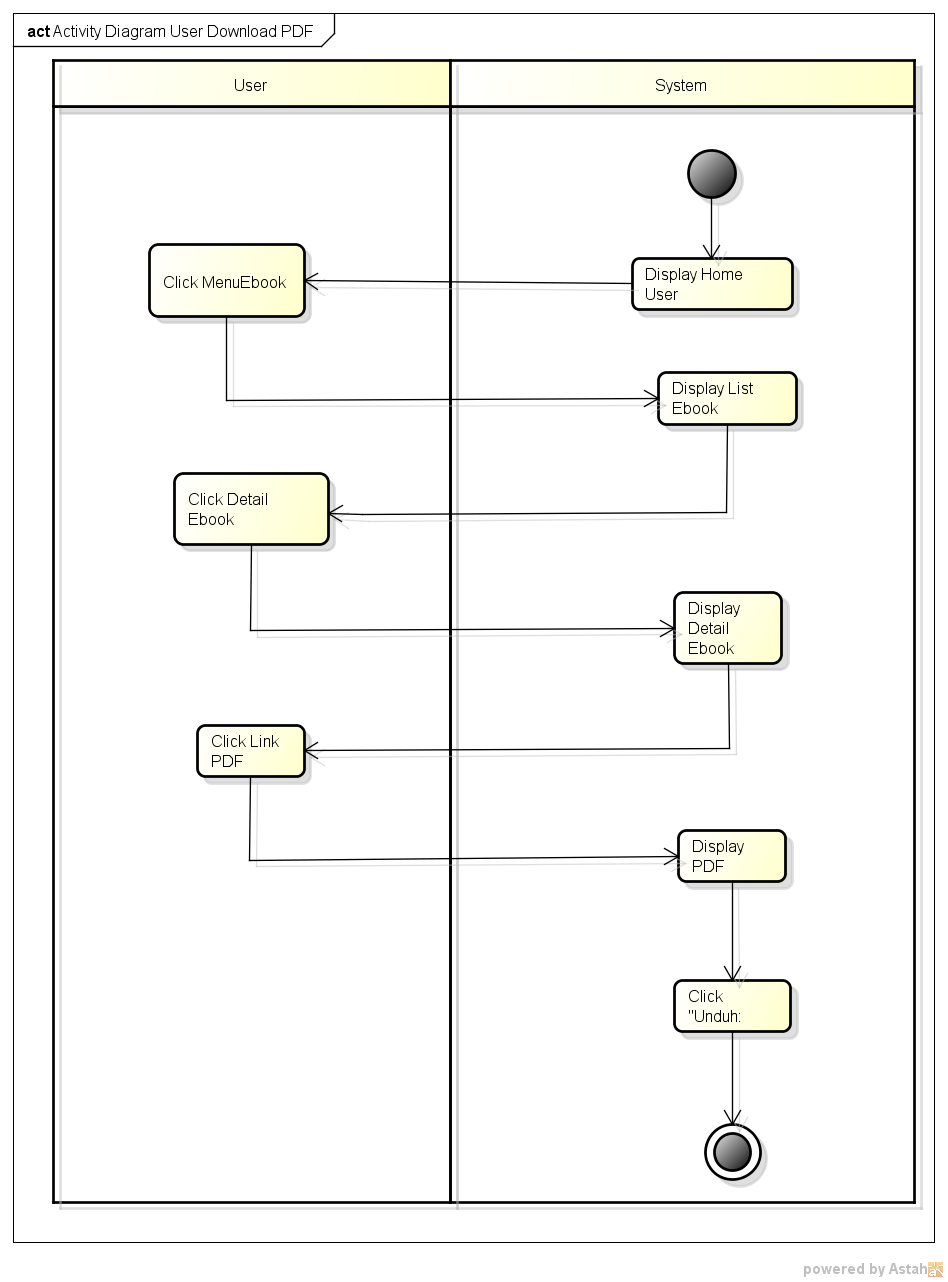 act Activity Diagram User Download PDF
User
System
Display Home
User
Click MenuEbook
Display List
Ebook
Click Detail
Ebook
Display
Detail
Ebook
Click Link
PDF
Display
PDF
Click
"Unduh:
powered by Astah